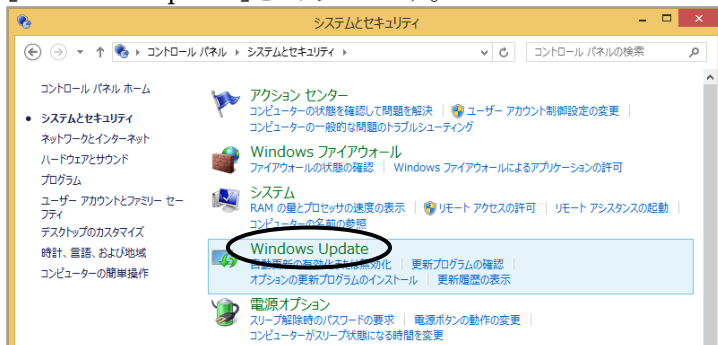 システムとセキュリティ
コントロール パネル ▸ システムとセキュリティ ▸
コントロール パネルの検索
コントロール パネル ホーム
システムとセキュリティ
ネットワークとインターネット
ハードウェアとサウンド
プログラム
ユーザー アカウントとファミリー セー
フティ
デスクトップのカスタマイズ
時計、言語、および地域
コンピューターの簡単操作
アクション センター
コンピューターの状態を確認して問題を解決 | ユーザー アカウント制御設定の変更 |
コンピューターの一般的な問題のトラブルシューティング
Windows ファイアウォール
ファイアウォールの状態の確認 | Windows ファイアウォールによるアプリケーションの許可
システム
RAM の量とプロセッサの速度の表示 | リモート アクセスの許可 | リモート アシスタンスの起動 |
コンピューターの名前の参照
Windows Update
自動更新の有効化または無効化 | 更新プログラムの確認 |
オプションの更新プログラムのインストール | 更新履歴の表示
電源オプション
スリープ解除時のパスワードの要求 | 電源ボタンの動作の変更 |
コンピューターがスリープ状態になる時間を変更